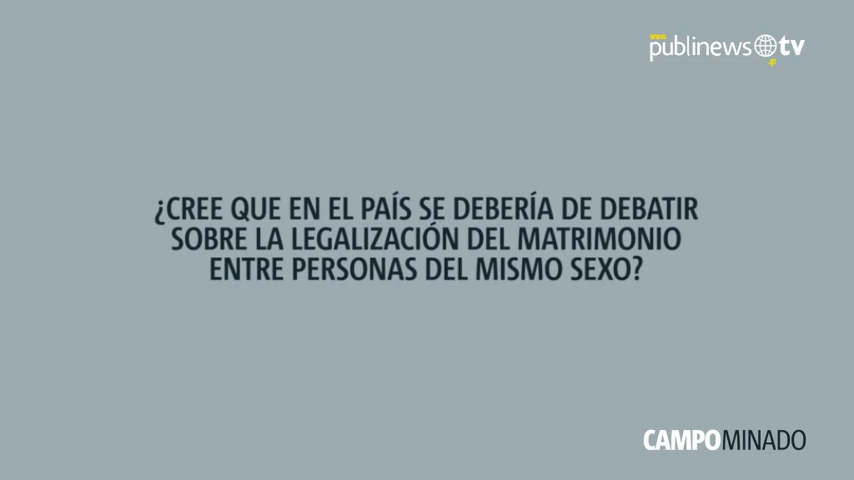 www.
publinews tv
¿CREE QUE EN EL PAÍS SE DEBERÍA DE DEBATIR
SOBRE LA LEGALIZACIÓN DEL MATRIMONIO
ENTRE PERSONAS DEL MISMO SEXO?
CAMPOMINADO